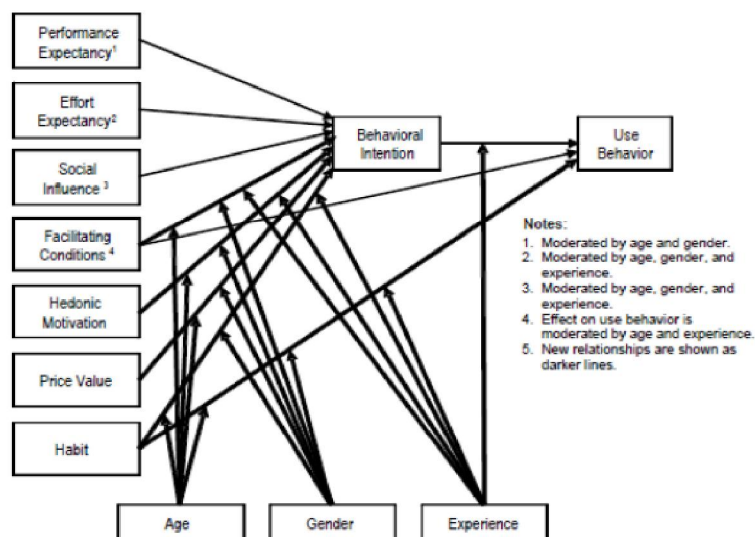 Performance
Expectancy¹
Effort
Expectancy²
Social
Influence ³
Facilitating
Conditions ⁴
Hedonic
Motivation
Price Value
Habit
Behavioral
Intention
Use
Behavior
Notes:
1. Moderated by age and gender.
2. Moderated by age, gender, and
experience.
3. Moderated by age, gender, and
experience.
4. Effect on use behavior is
moderated by age and experience.
5. New relationships are shown as
darker lines.
Age
Gender
Experience